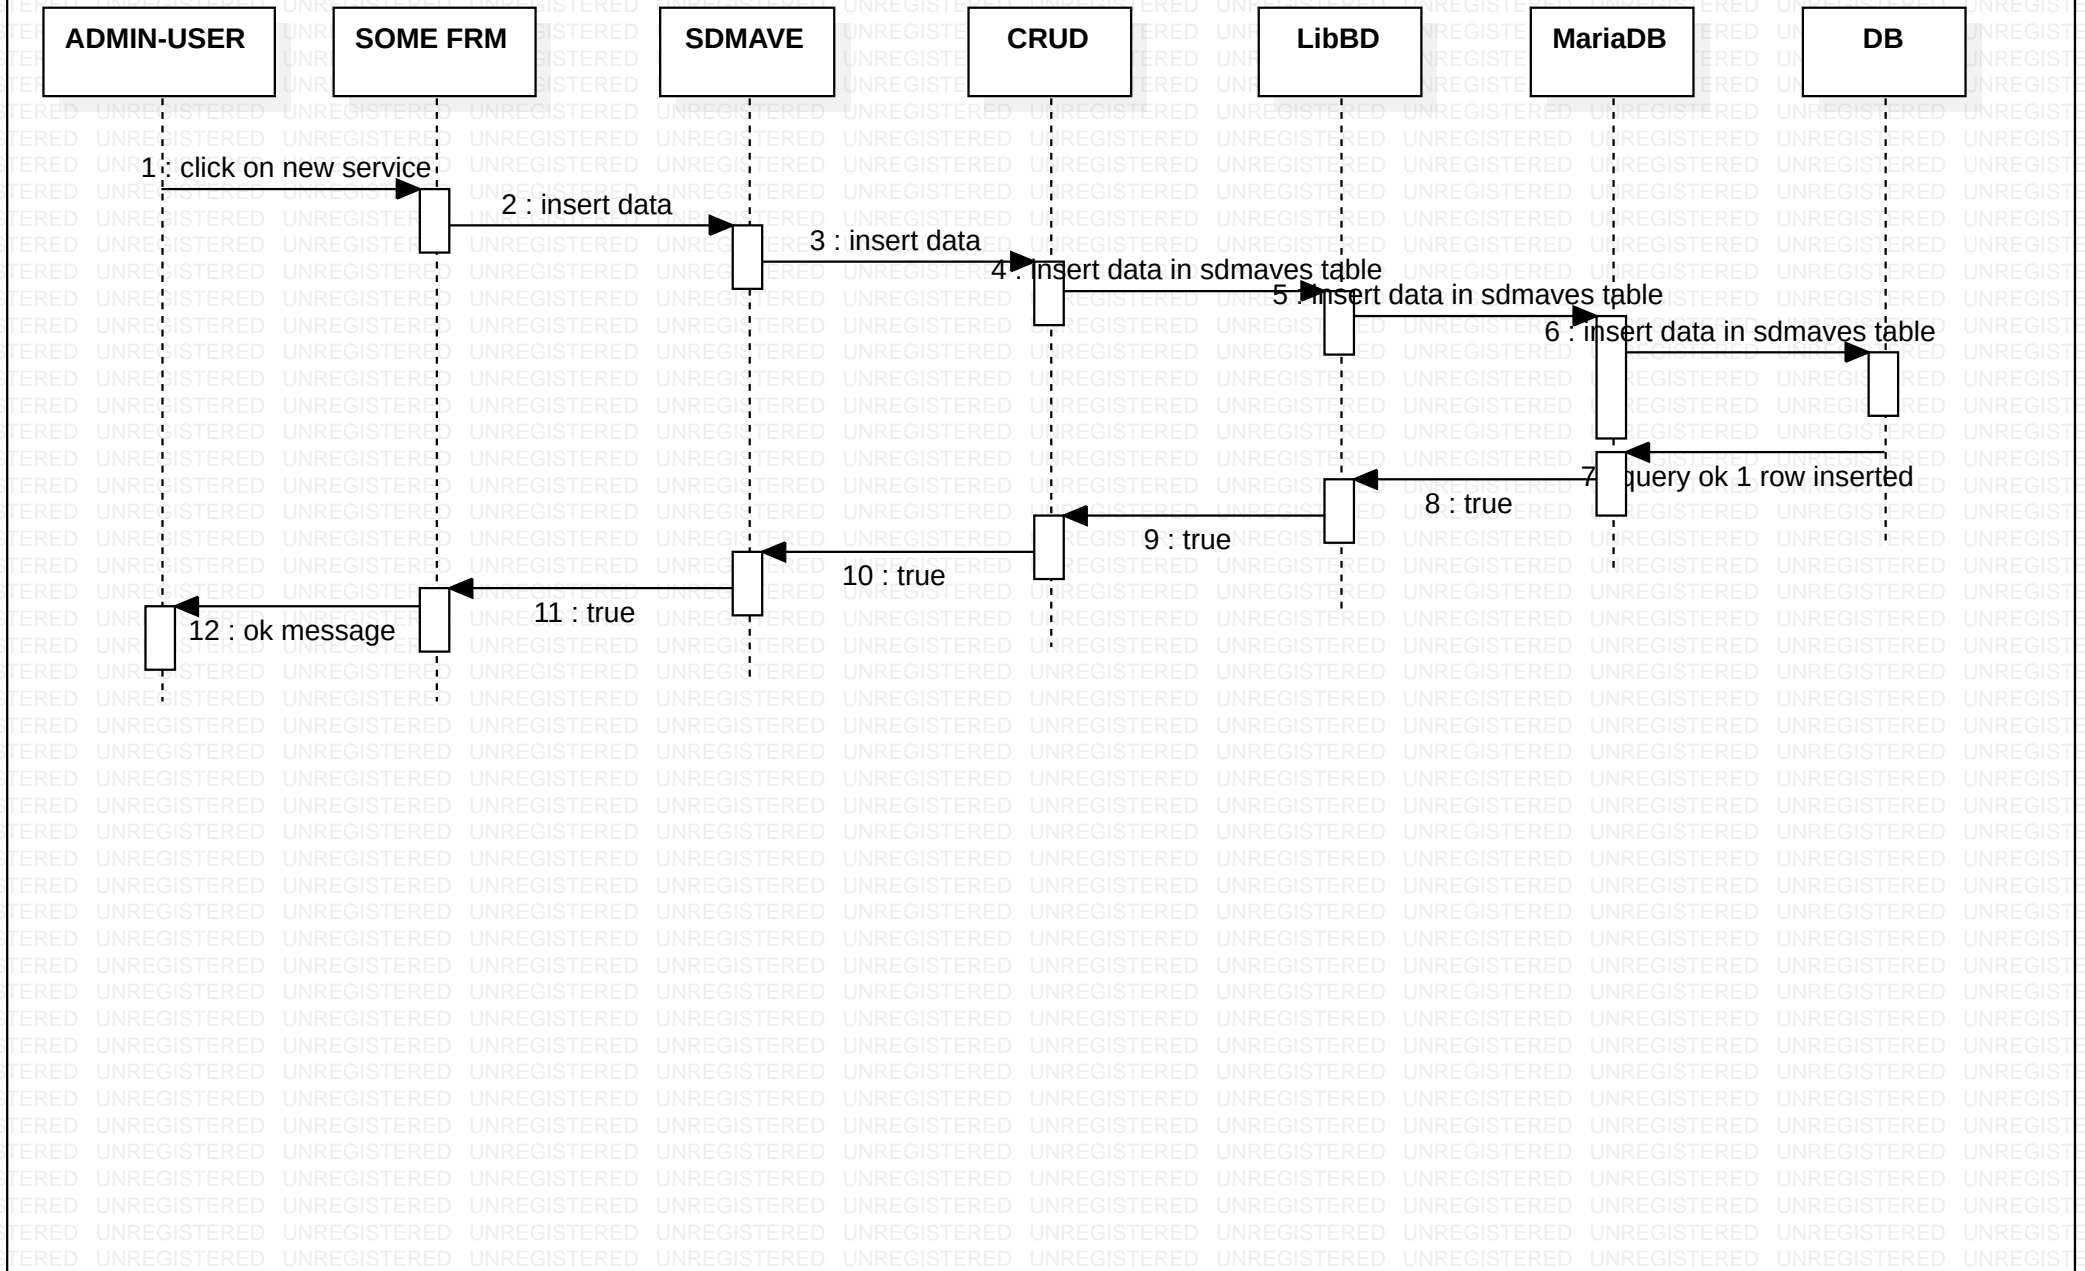 ADMIN-USER
SOME FRM
SDMAVE
CRUD
LibBD
MariaDB
DB
1 : click on new service
2 : insert data
3 : insert data
4 : insert data in sdmaves table
5 : insert data in sdmaves table
6 : insert data in sdmaves table
7 : query ok 1 row inserted
8 : true
9 : true
10 : true
11 : true
12 : ok message
UNREGISTERED